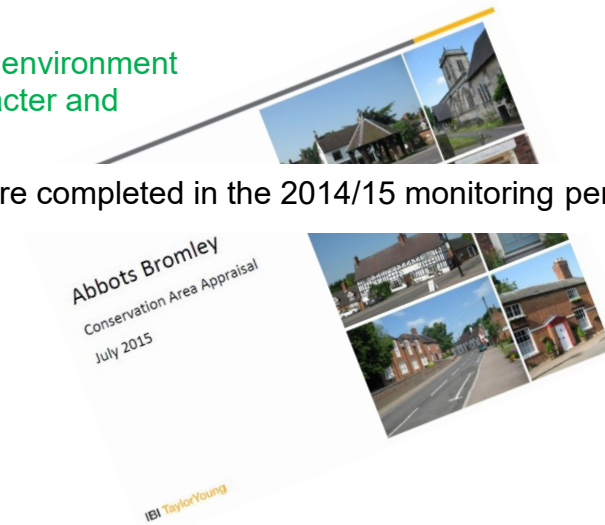 environment
acter and
re completed in the 2014/15 monitoring per
Abbots Bromley
Conservation Area Appraisal
July 2015
IBI TaylorYoung